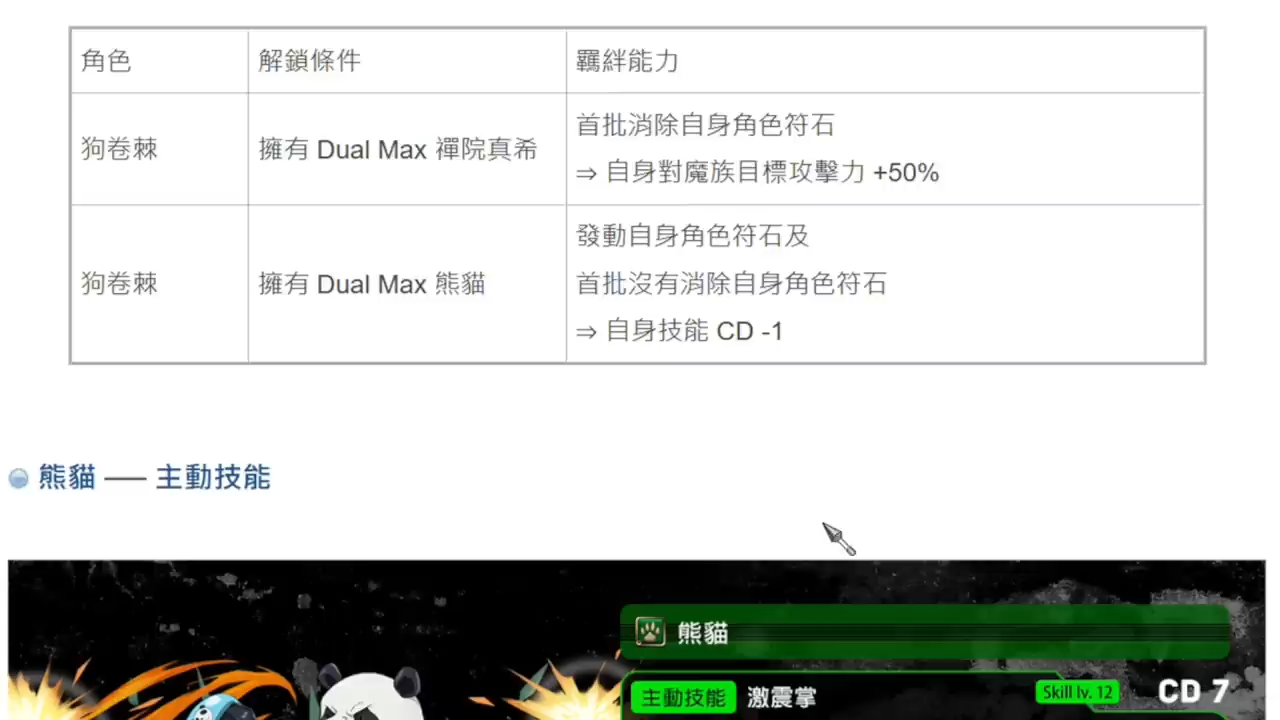 角色
解鎖條件
羈絆能力
狗卷棘
擁有 Dual Max 禪院真希
首批消除自身角色符石
⇒ 自身對魔族目標攻擊力 +50%
狗卷棘
擁有 Dual Max 熊貓
發動自身角色符石及
首批沒有消除自身角色符石
⇒ 自身技能 CD -1
熊貓 —— 主動技能
熊貓
主動技能 激震掌 Skill lv. 12 CD 7